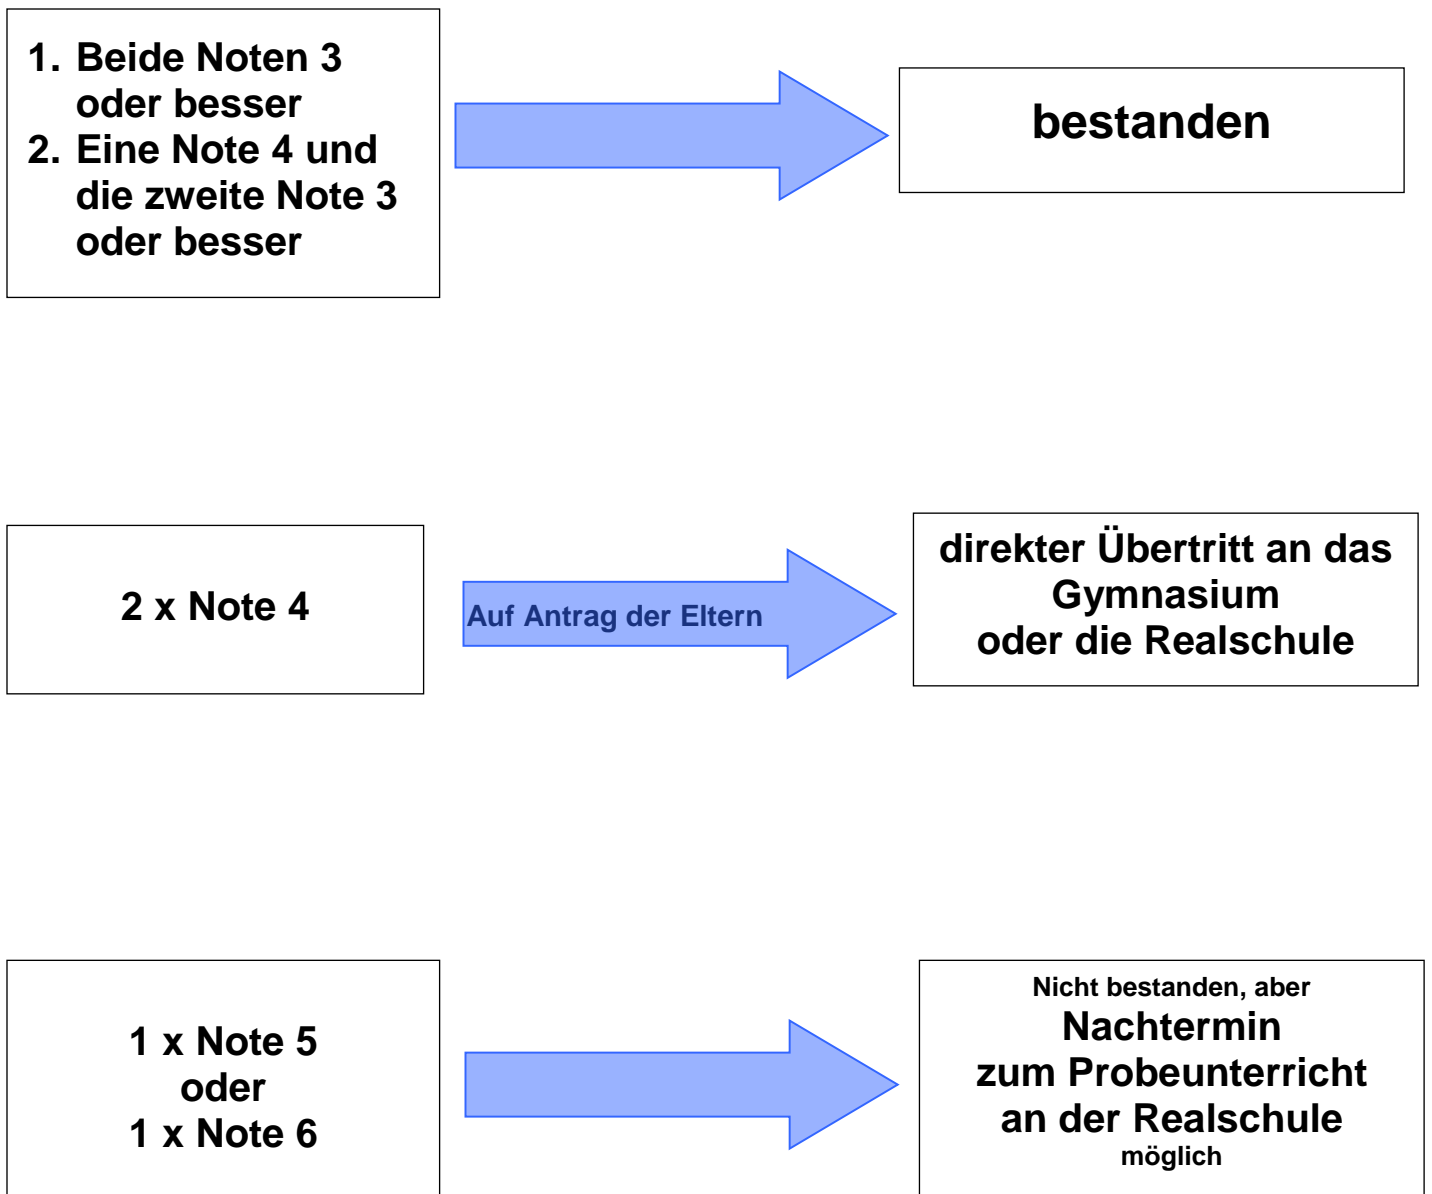 1. Beide Noten 3
oder besser
2. Eine Note 4 und
die zweite Note 3
oder besser
bestanden
2 x Note 4
Auf Antrag der Eltern
direkter Übertritt an das
Gymnasium
oder die Realschule
1 x Note 5
oder
1 x Note 6
Nicht bestanden, aber
Nachtermin
zum Probeunterricht
an der Realschule
möglich